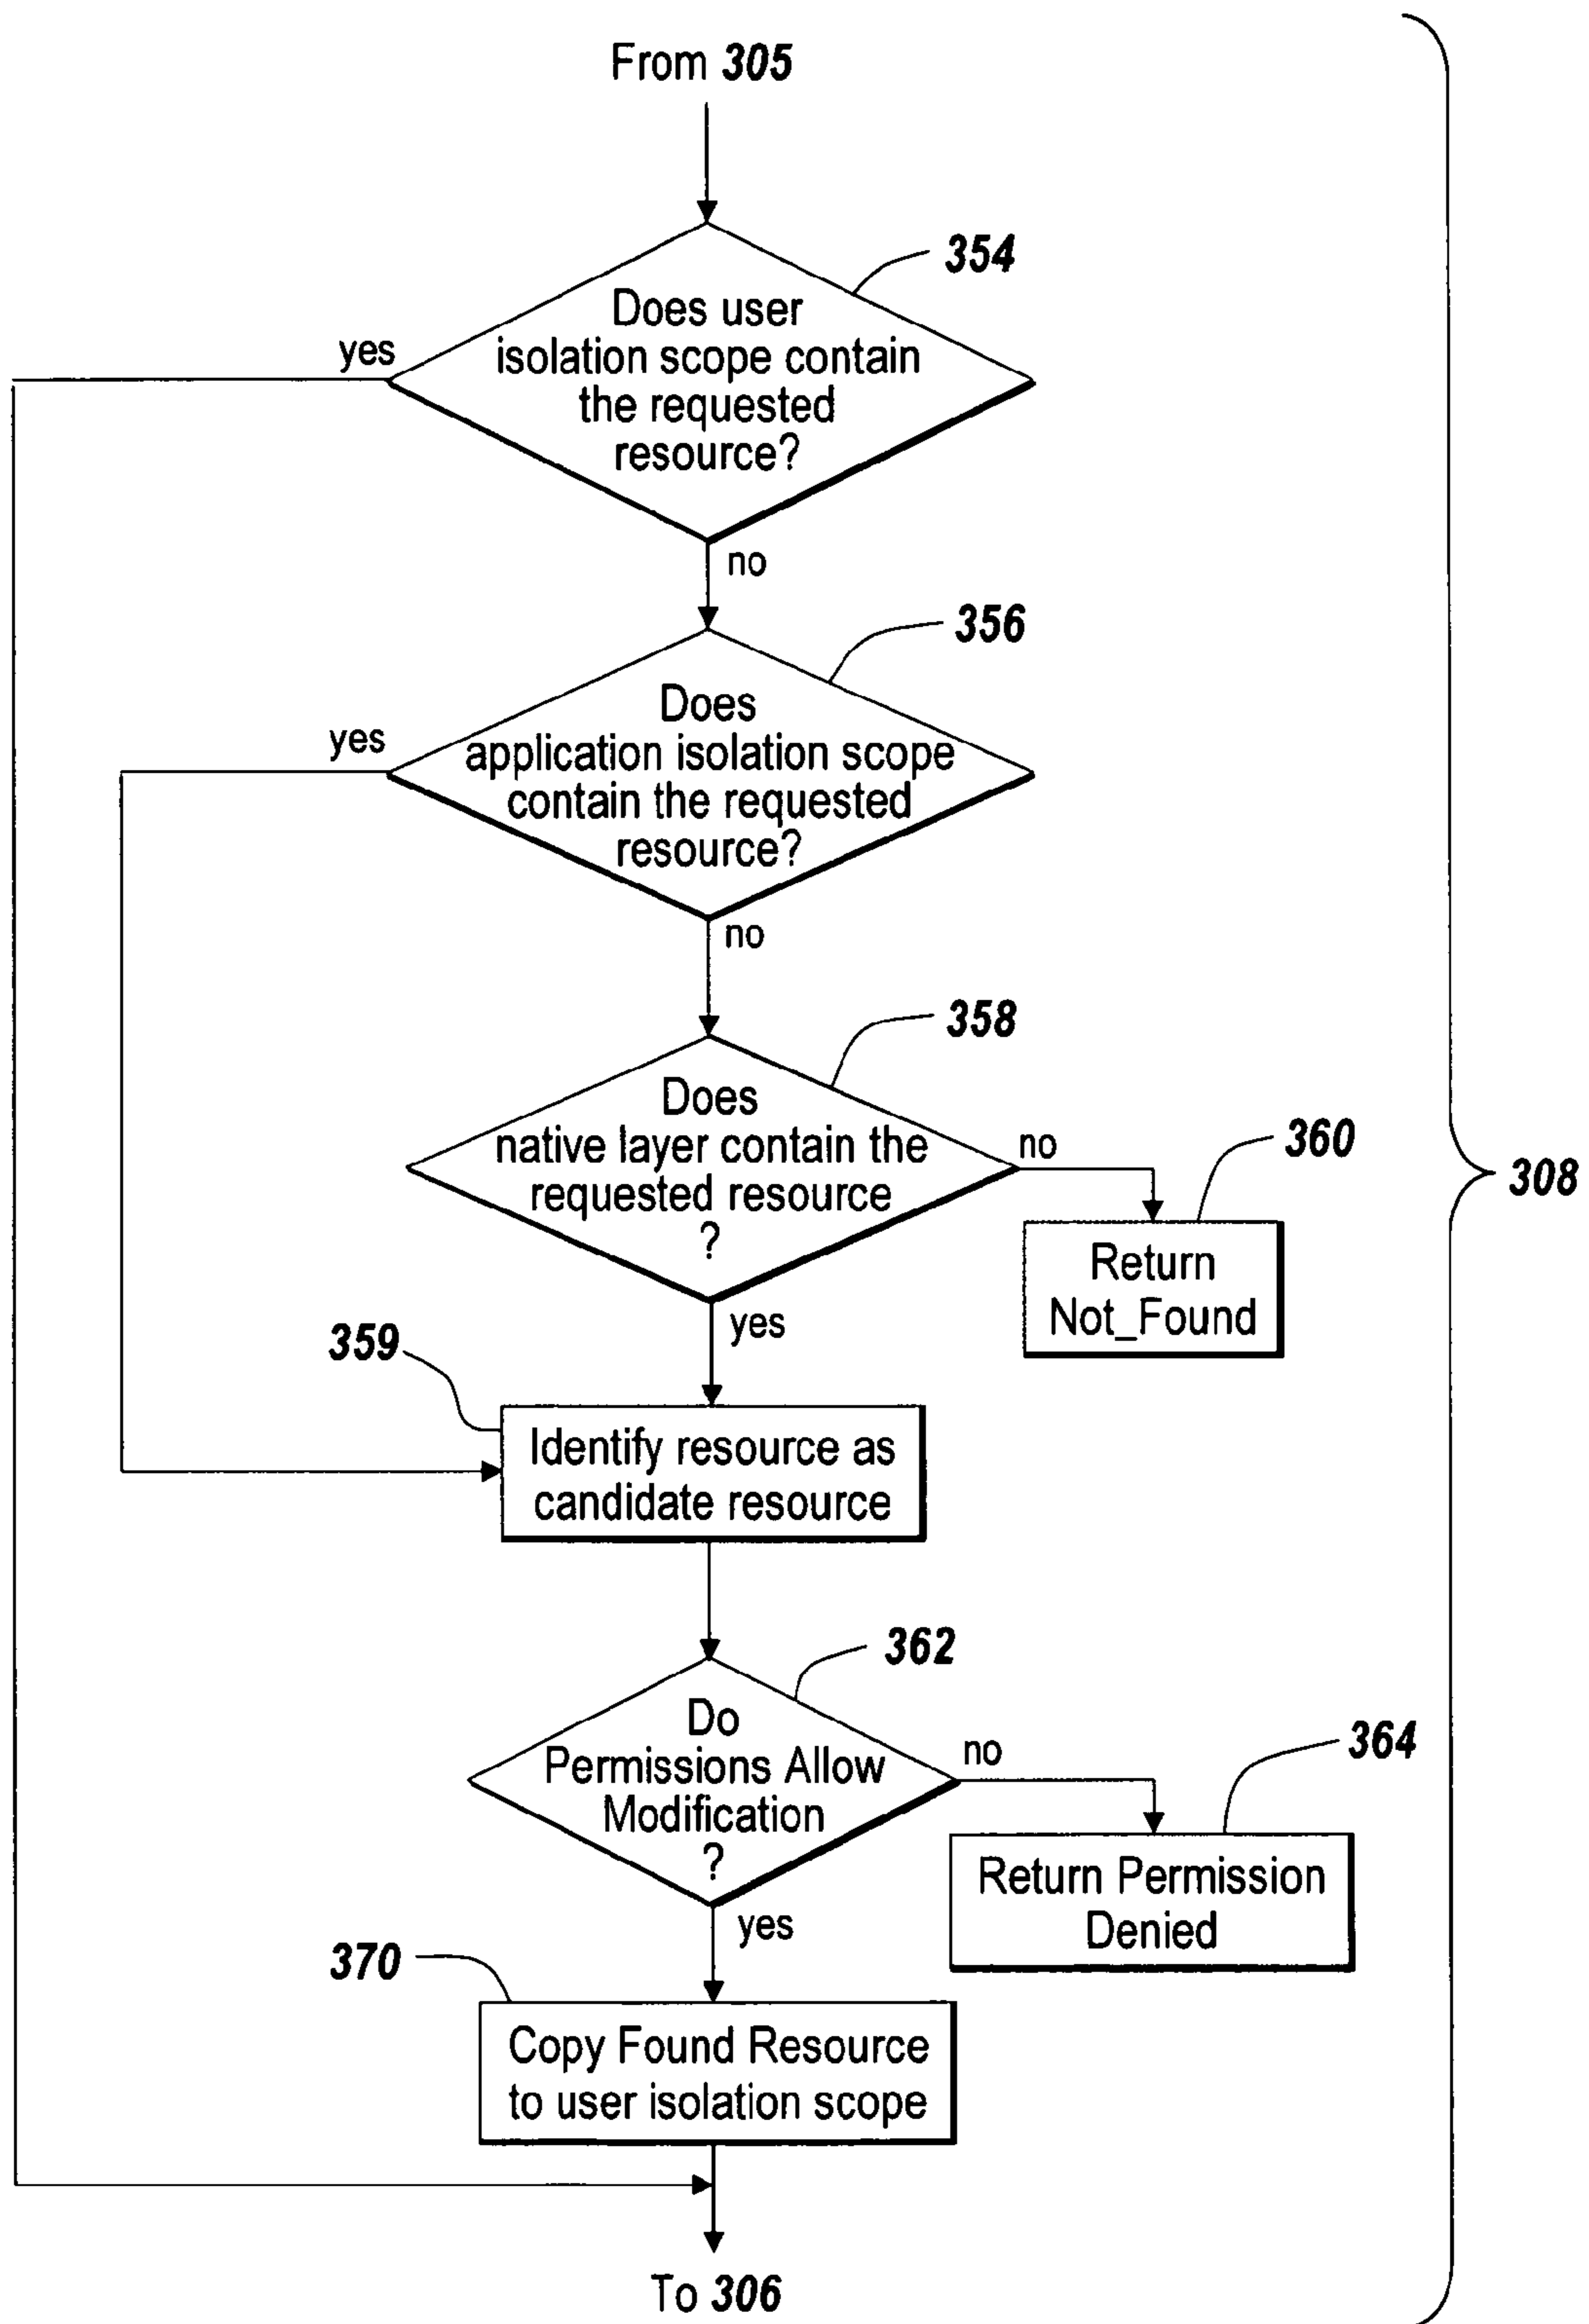 From 305
354
Does user
yes
isolation scope contain
the requested
resource?
no
356
Does
yes
application isolation scope
contain the requested
resource?
no
358
Does
native layer contain the
no
360
requested resource
308
?
Return
Not_Found
yes
359
Identify resource as
candidate resource
362
Do
Permissions Allow
no
364
Modification
?
Return Permission
Denied
yes
370
Copy Found Resource
to user isolation scope
To 306